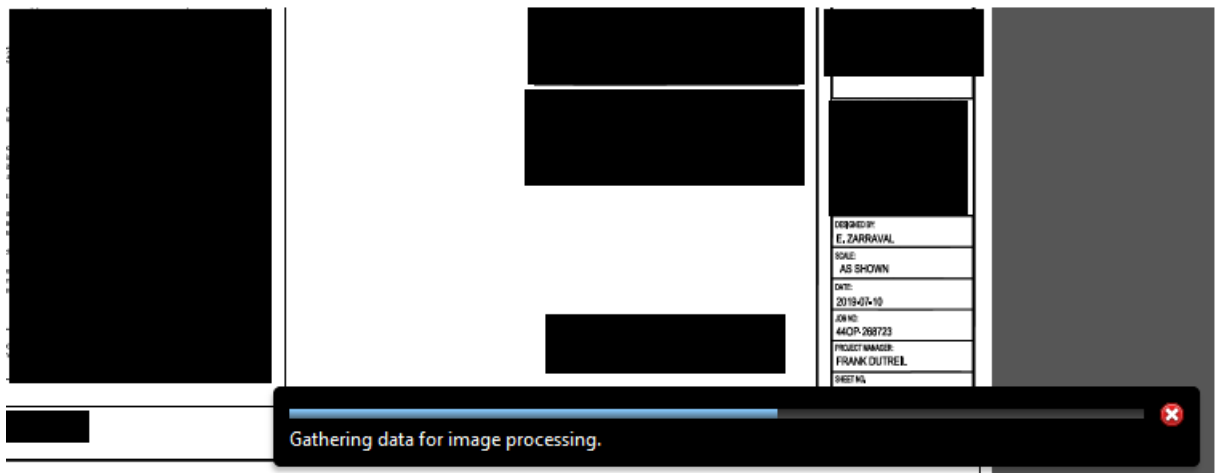 DESIGNED BY:
E. ZARRAVAL
SCALE:
AS SHOWN
DATE:
2019-07-10
JOB NO:
44OP-268723
PROJECT MANAGER:
FRANK DUTREIL
SHEET NO.
Gathering data for image processing.